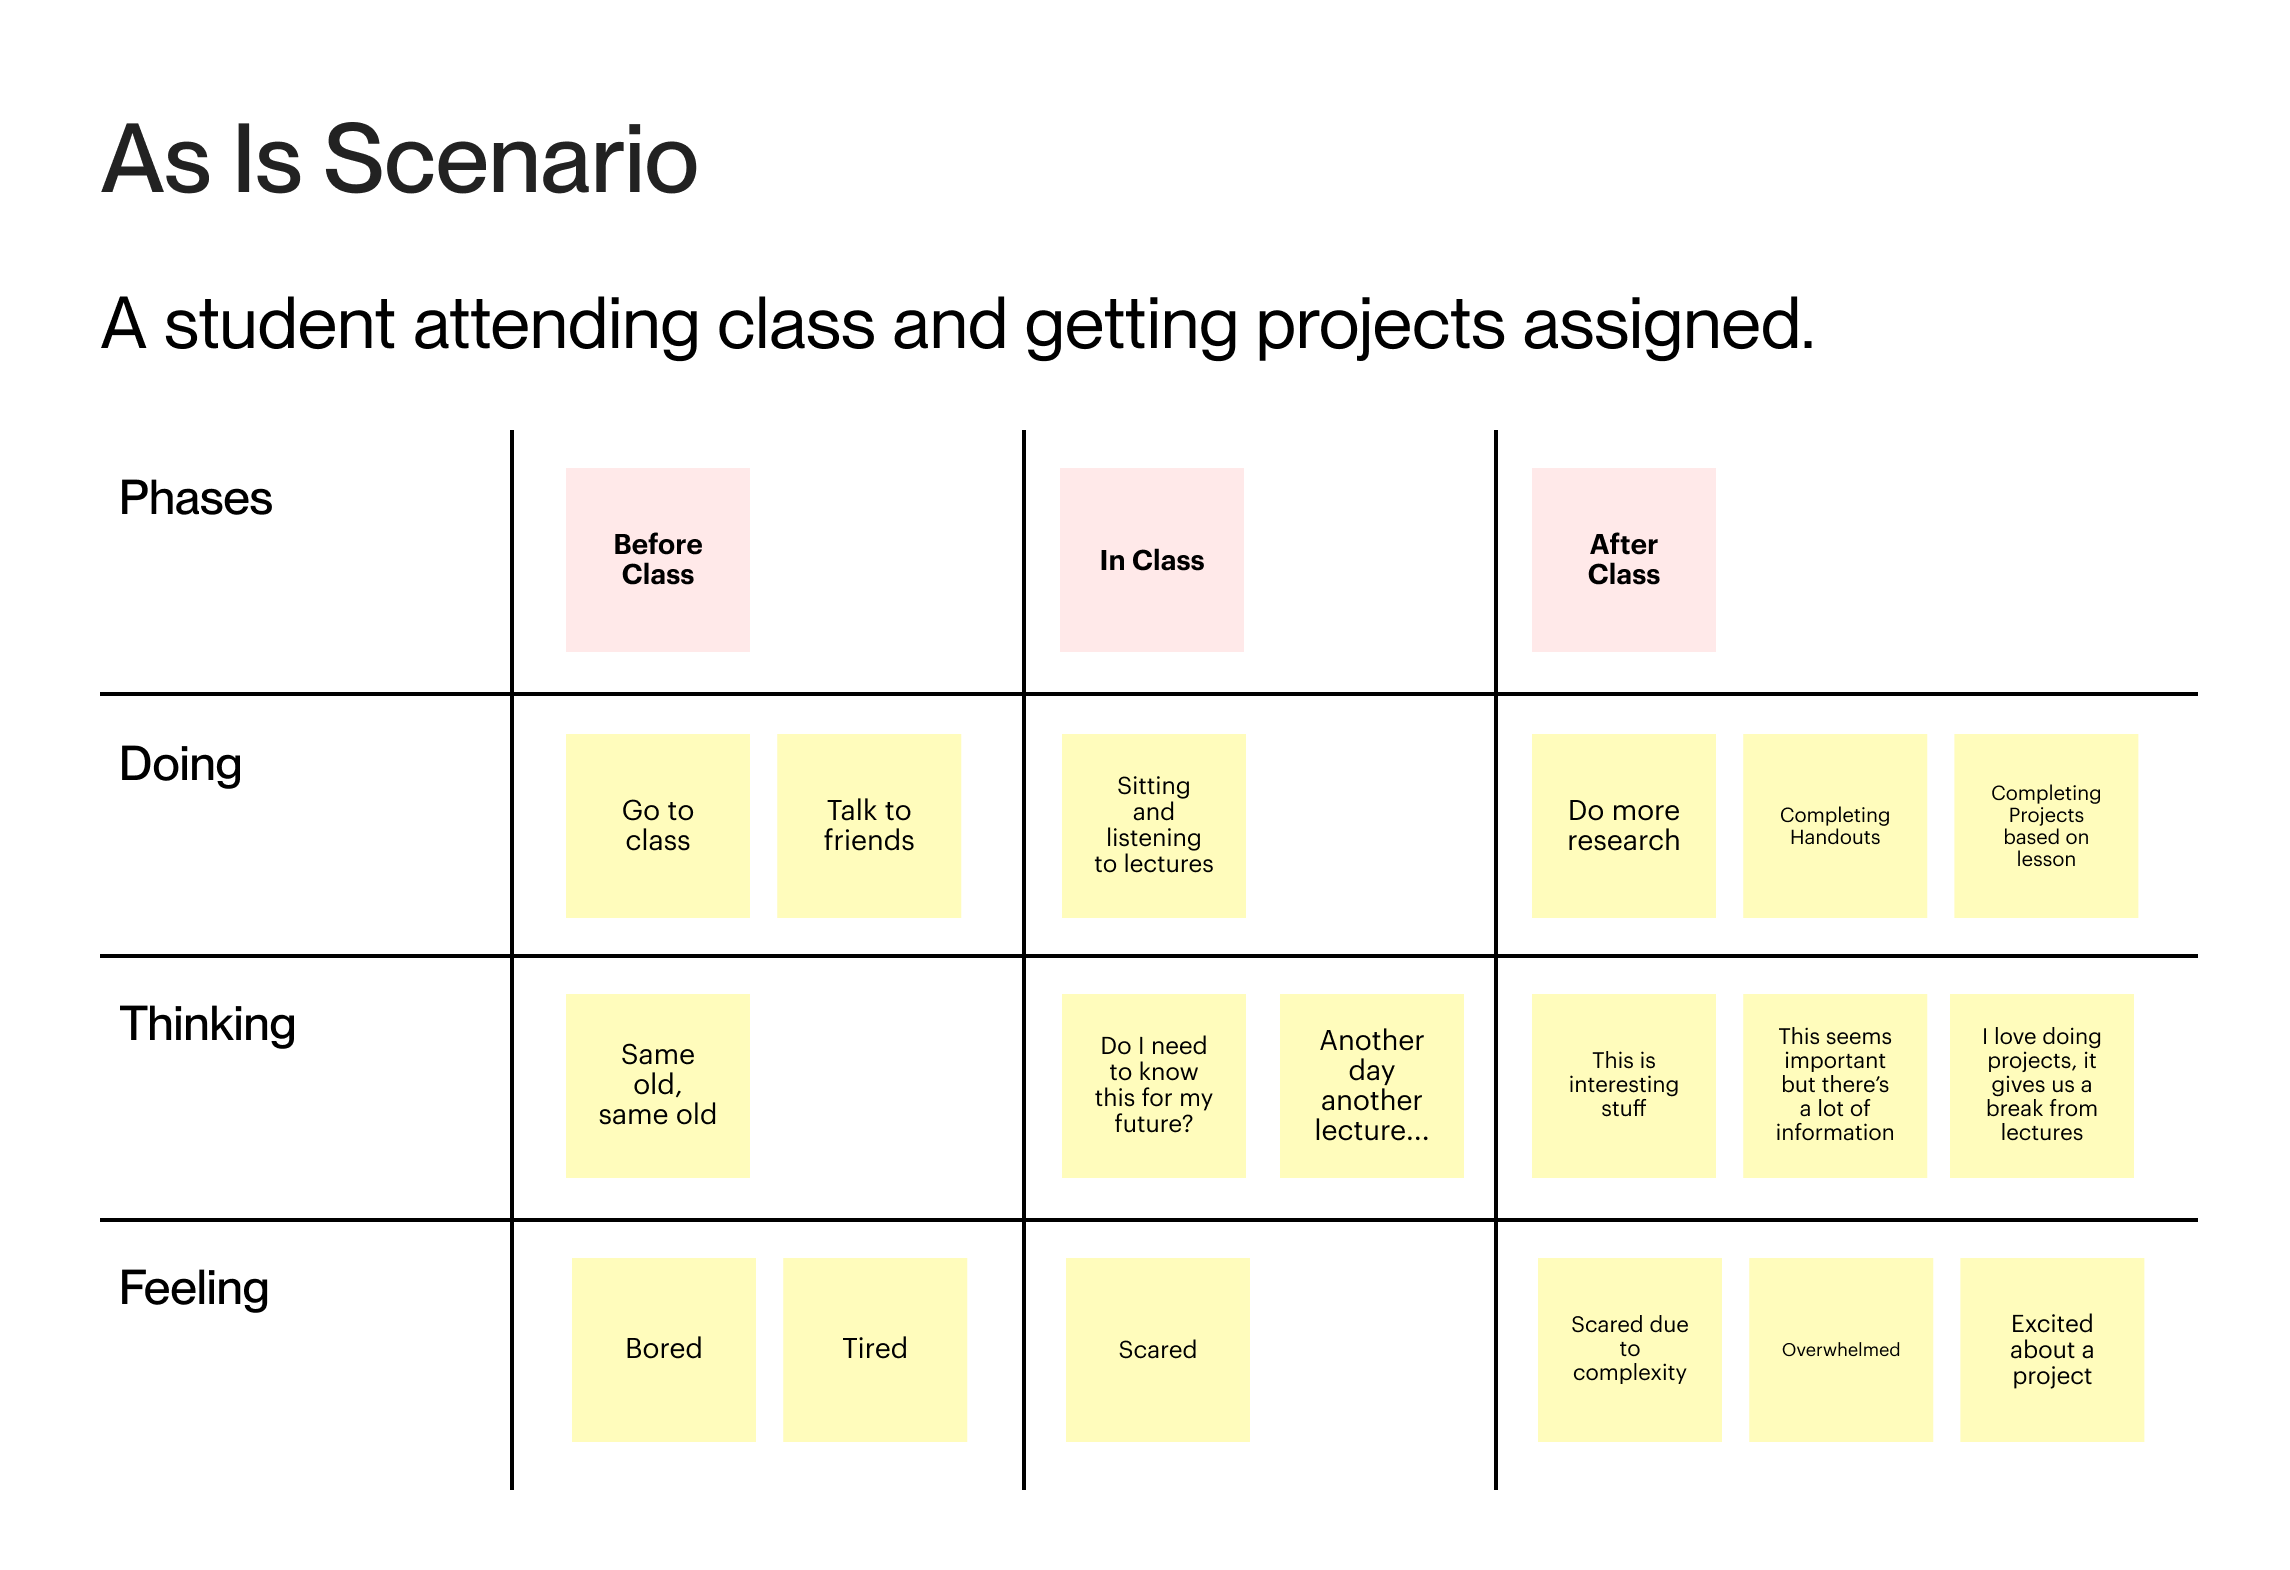 As Is Scenario
A student attending class and getting projects assigned.
Phases
Before
Class
In Class
After
Class
Doing
Go to
class
Talk to
friends
Sitting
and
listening
to lectures
Do more
research
Completing
Handouts
Completing
Projects
based on
lesson
Thinking
Same
old,
same old
Do I need
to know
this for my
future?
Another
day
another
lecture...
This is
interesting
stuff
This seems
important
but there’s
a lot of
information
I love doing
projects, it
gives us a
break from
lectures
Feeling
Bored
Tired
Scared
Scared due
to
complexity
Overwhelmed
Excited
about a
project